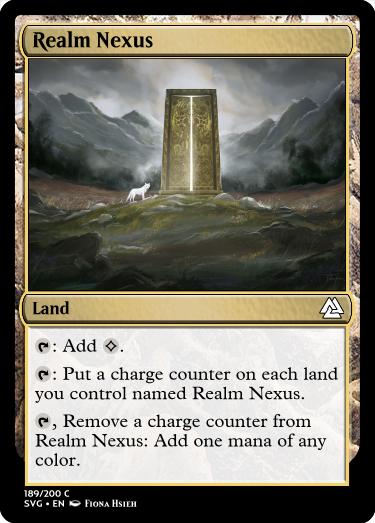 Realm Nexus
Land
: Add .
: Put a charge counter on each land
you control named Realm Nexus.
, Remove a charge counter from
Realm Nexus: Add one mana of any
color.
189/200 C
SVG • EN Fiona Hsieh